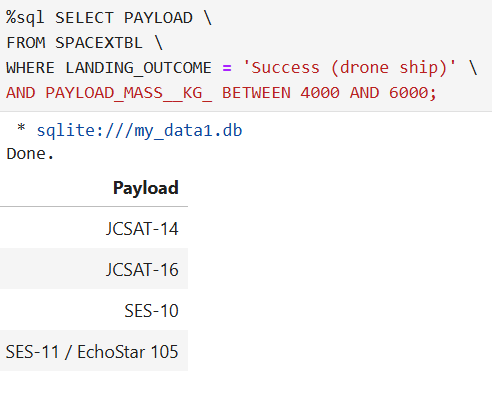 %sql SELECT PAYLOAD \
FROM SPACEXTBL \
WHERE LANDING_OUTCOME = 'Success (drone ship)' \
AND PAYLOAD_MASS__KG_ BETWEEN 4000 AND 6000;
* sqlite:///my_data1.db
Done.
Payload
JCSAT-14
JCSAT-16
SES-10
SES-11 / EchoStar 105